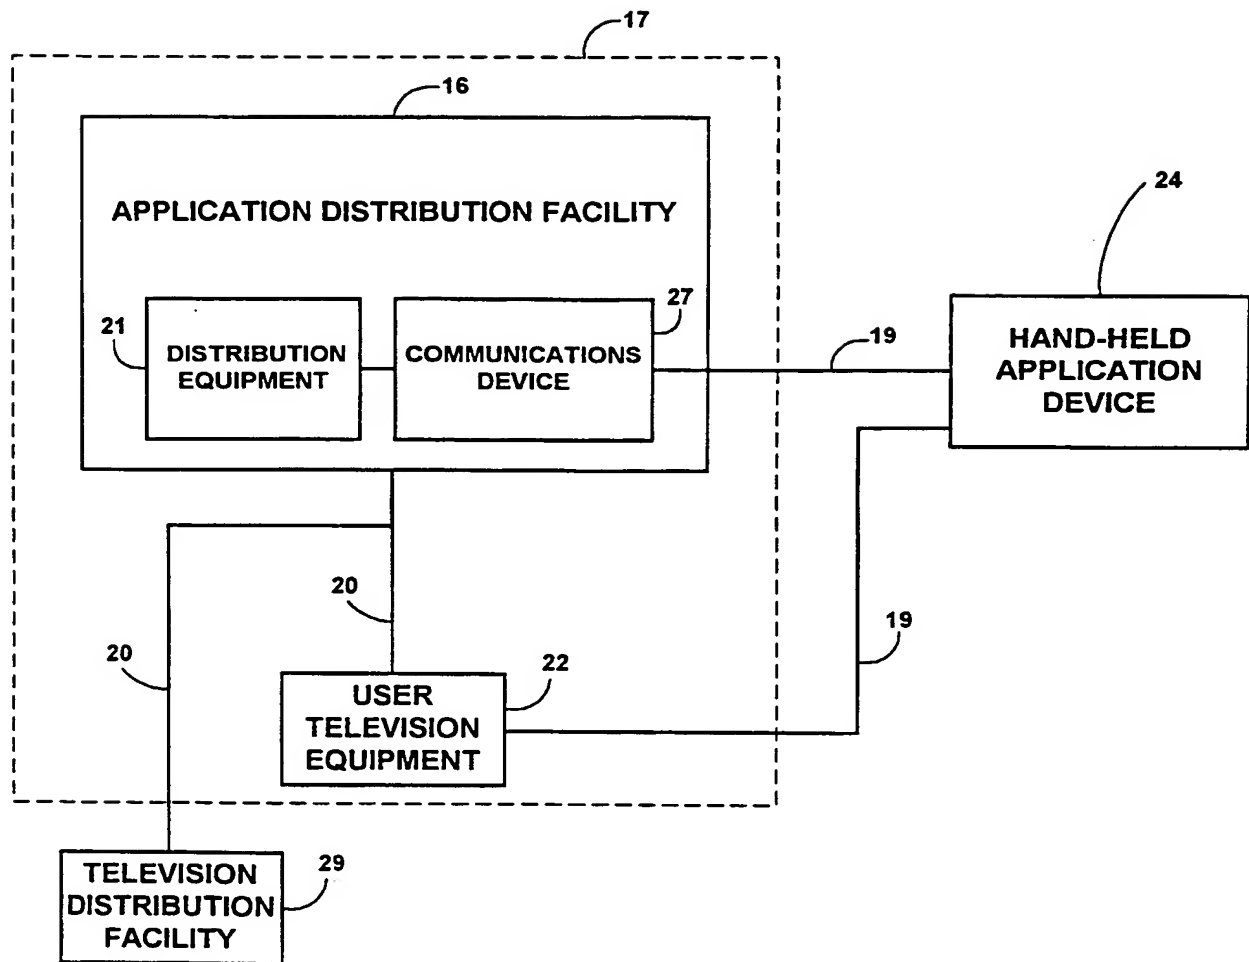 17
16
APPLICATION DISTRIBUTION FACILITY
24
21
DISTRIBUTION
EQUIPMENT
27
COMMUNICATIONS
DEVICE
19
HAND-HELD
APPLICATION
DEVICE
20
20
19
22
USER
TELEVISION
EQUIPMENT
29
TELEVISION
DISTRIBUTION
FACILITY